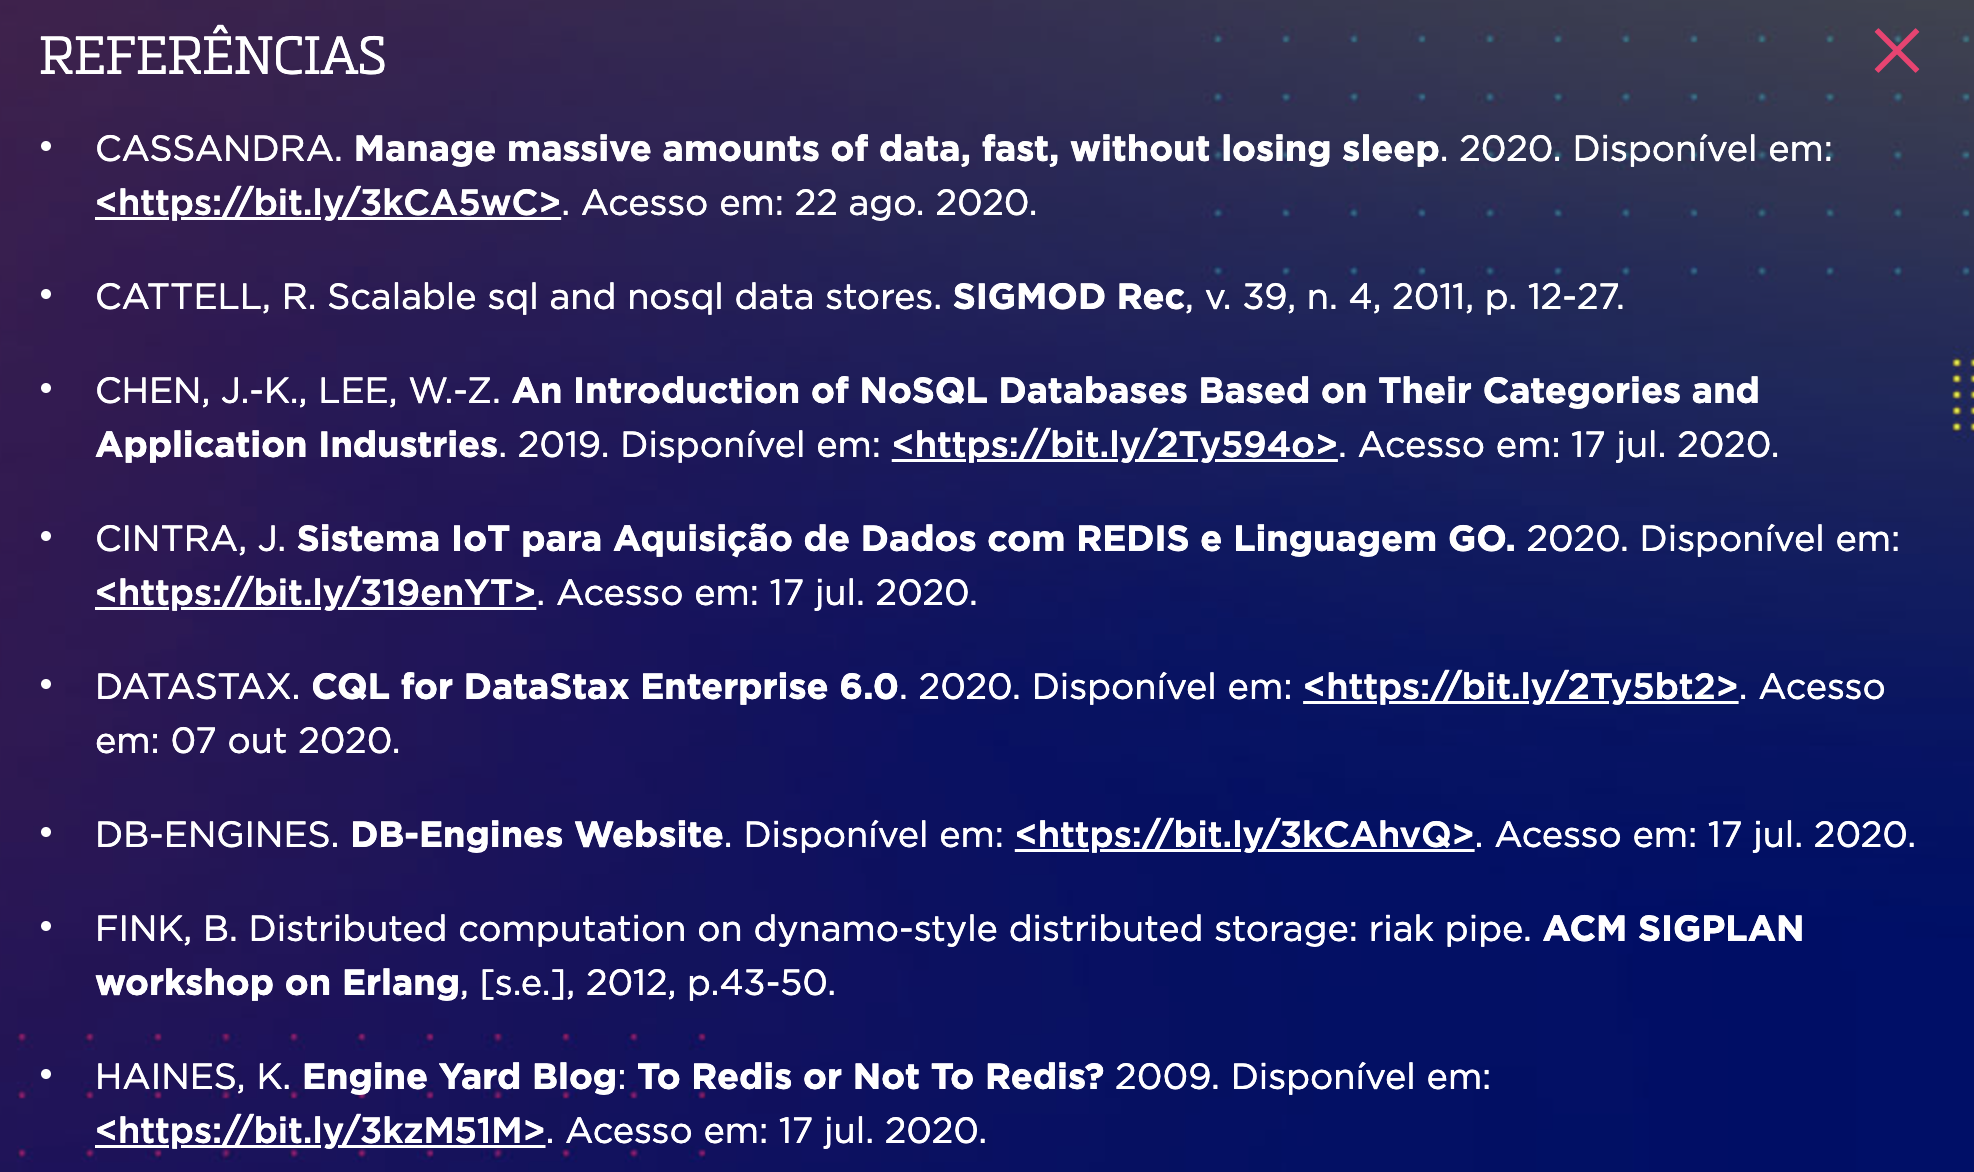 REFERÊNCIAS
• CASSANDRA. Manage massive amounts of data, fast, without losing sleep. 2020. Disponível em:
<https://bit.ly/3kCA5wC>. Acesso em: 22 ago. 2020.
• CATTELL, R. Scalable sql and nosql data stores. SIGMOD Rec, v. 39, n. 4, 2011, p. 12-27.
• CHEN, J.-K., LEE, W.-Z. An Introduction of NoSQL Databases Based on Their Categories and
Application Industries. 2019. Disponível em: <https://bit.ly/2Ty594o>. Acesso em: 17 jul. 2020.
• CINTRA, J. Sistema IoT para Aquisição de Dados com REDIS e Linguagem GO. 2020. Disponível em:
<https://bit.ly/319enYT>. Acesso em: 17 jul. 2020.
• DATASTAX. CQL for DataStax Enterprise 6.0. 2020. Disponível em: <https://bit.ly/2Ty5bt2>. Acesso
em: 07 out 2020.
• DB-ENGINES. DB-Engines Website. Disponível em: <https://bit.ly/3kCAhvQ>. Acesso em: 17 jul. 2020.
• FINK, B. Distributed computation on dynamo-style distributed storage: riak pipe. ACM SIGPLAN
workshop on Erlang, [s.e.], 2012, p.43-50.
• HAINES, K. Engine Yard Blog: To Redis or Not To Redis? 2009. Disponível em:
<https://bit.ly/3kzM51M>. Acesso em: 17 jul. 2020.